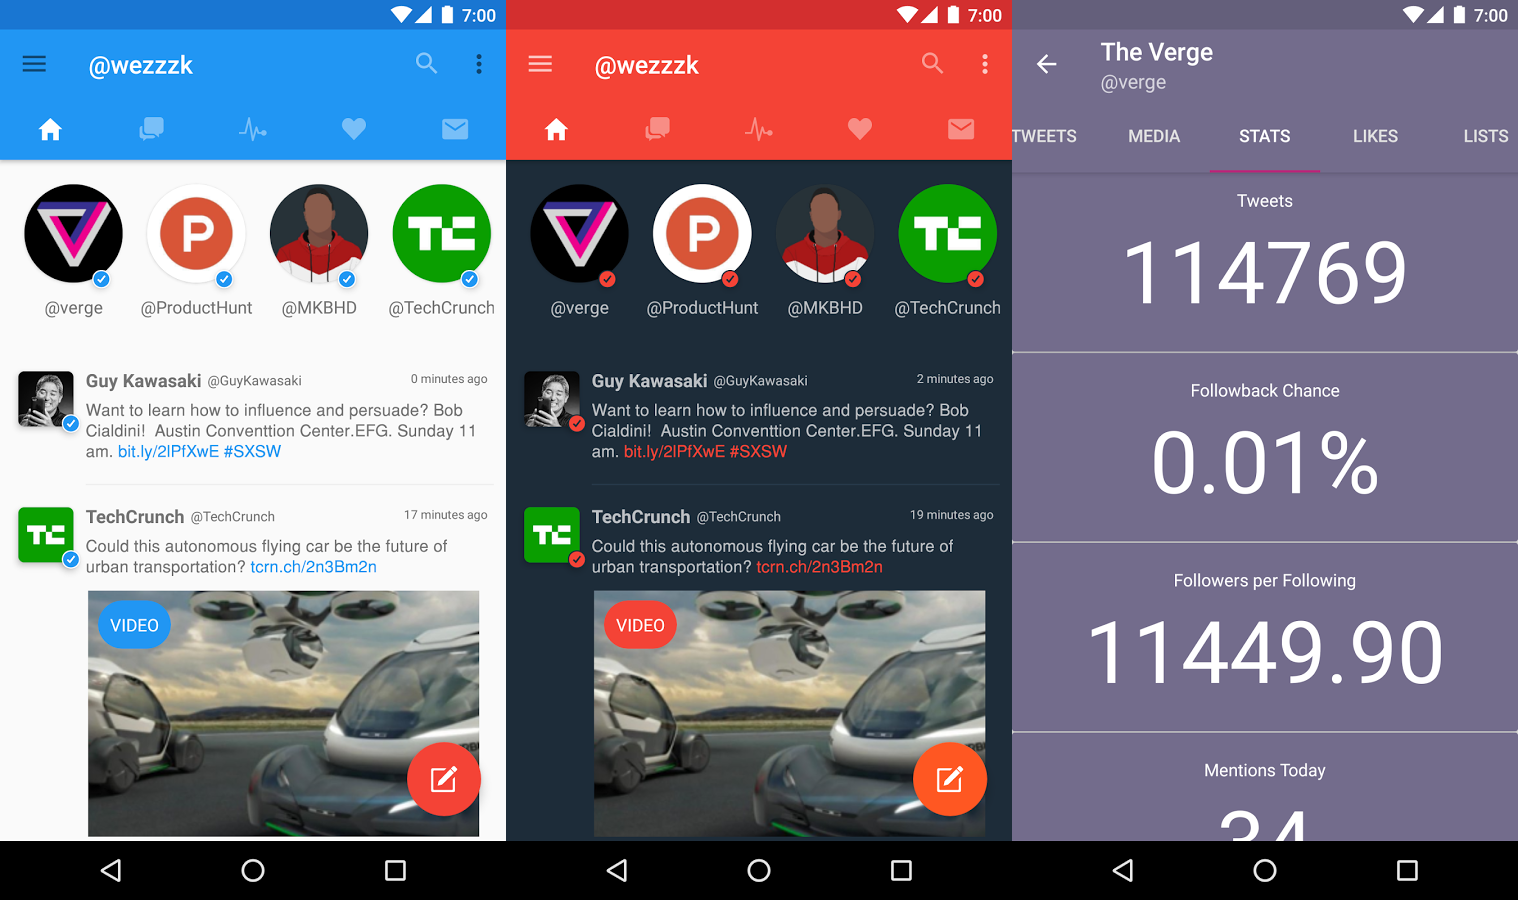 7:00
@wezzzk
@verge
@ProductHunt
@MKBHD
@TechCrunch
Guy Kawasaki @GuyKawasaki 0 minutes ago
Want to learn how to influence and persuade? Bob
Cialdini! Austin Conventtion Center.EFG. Sunday 11
am. bit.ly/2lPfXwE #SXSW
TechCrunch @TechCrunch 17 minutes ago
Could this autonomous flying car be the future of
urban transportation? tcrn.ch/2n3Bm2n
VIDEO
7:00
@wezzzk
P
TC
@verge
@ProductHunt
@MKBHD
@TechCrunch
Guy Kawasaki @GuyKawasaki 2 minutes ago
Want to learn how to influence and persuade? Bob
Cialdini! Austin Conventtion Center.EFG. Sunday 11
am. bit.ly/2lPfXwE #SXSW
TechCrunch @TechCrunch 19 minutes ago
Could this autonomous flying car be the future of
urban transportation? tcrn.ch/2n3Bm2n
VIDEO
7:00
The Verge
@verge
TWEETS MEDIA STATS LIKES LISTS
Tweets
114769
Followback Chance
0.01%
Followers per Following
11449.90
Mentions Today
34